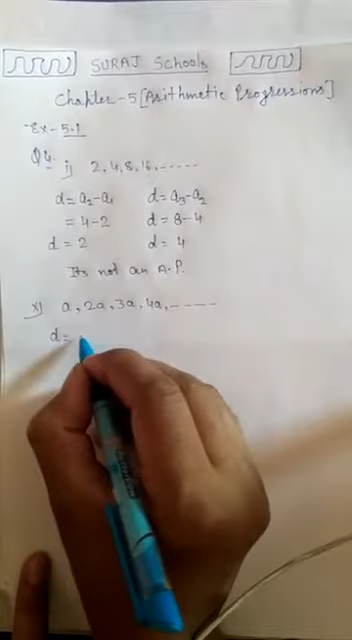 SURAJ Schools
Chapter-5 [Arithmetic Progressions]
Ex-5.1
Q4 i) 2, 4, 8, 16, -----
d = a₂-a₁ d = a₃-a₂
= 4-2 d = 8-4
d = 2 d = 4
Its not an A.P.
x) a, 2a, 3a, 4a, -----
d =